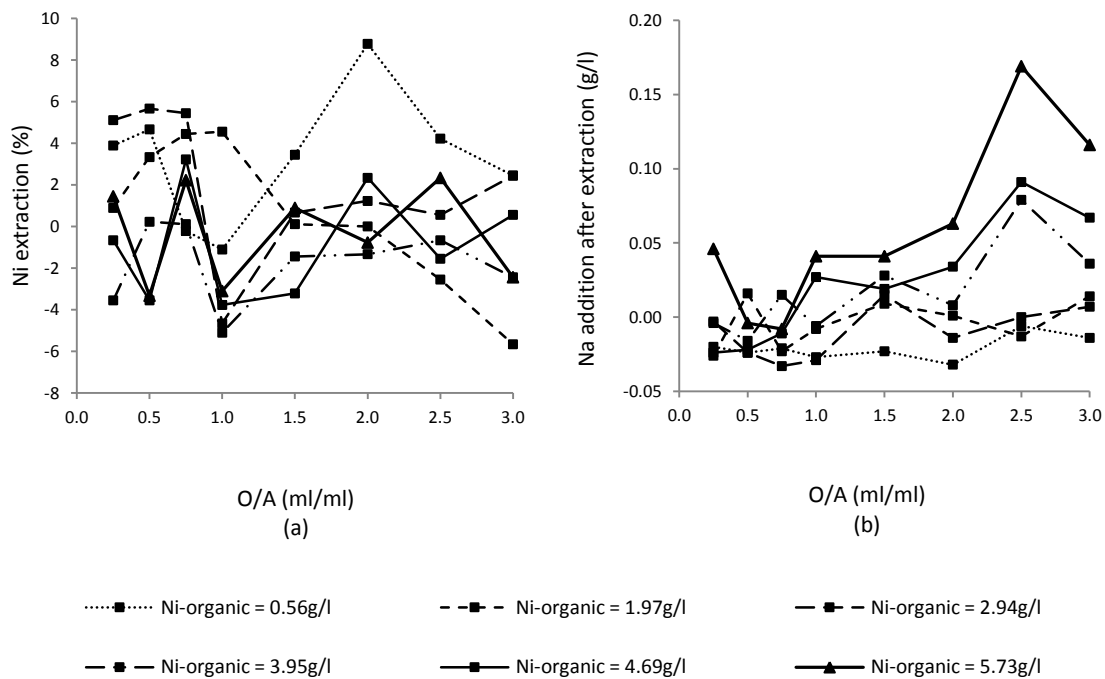 Ni extraction (%)
10
8
6
4
2
0
-2
-4
-6
-8
0.0 0.5 1.0 1.5 2.0 2.5 3.0
O/A (ml/ml)
(a)
Na addition after extraction (g/l)
0.20
0.15
0.10
0.05
0.00
-0.05
0.0 0.5 1.0 1.5 2.0 2.5 3.0
O/A (ml/ml)
(b)
Ni-organic = 0.56g/l Ni-organic = 1.97g/l Ni-organic = 2.94g/l
Ni-organic = 3.95g/l Ni-organic = 4.69g/l Ni-organic = 5.73g/l